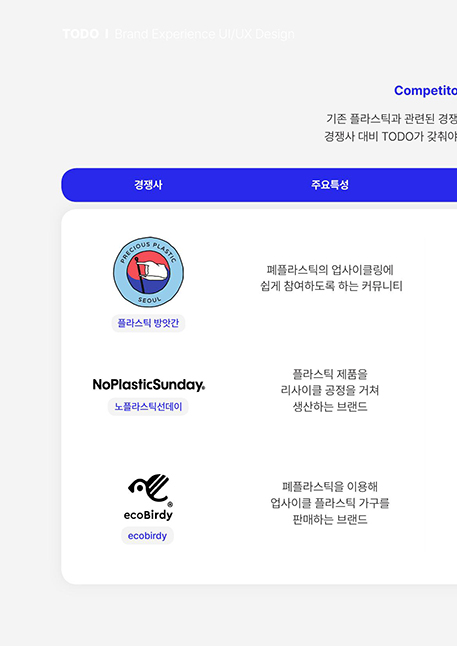 TODO I Brand Experience UI/UX Design
Competito
기존 플라스틱과 관련된 경쟁
경쟁사 대비 TODO가 갖춰야
경쟁사 주요특성
PRECIOUS PLASTIC
SEOUL
플라스틱 방앗간
폐플라스틱의 업사이클링에
쉽게 참여하도록 하는 커뮤니티
NoPlasticSunday®
노플라스틱선데이
플라스틱 제품을
리사이클 공정을 거쳐
생산하는 브랜드
®
ecoBirdy
ecobirdy
폐플라스틱을 이용해
업사이클 플라스틱 가구를
판매하는 브랜드